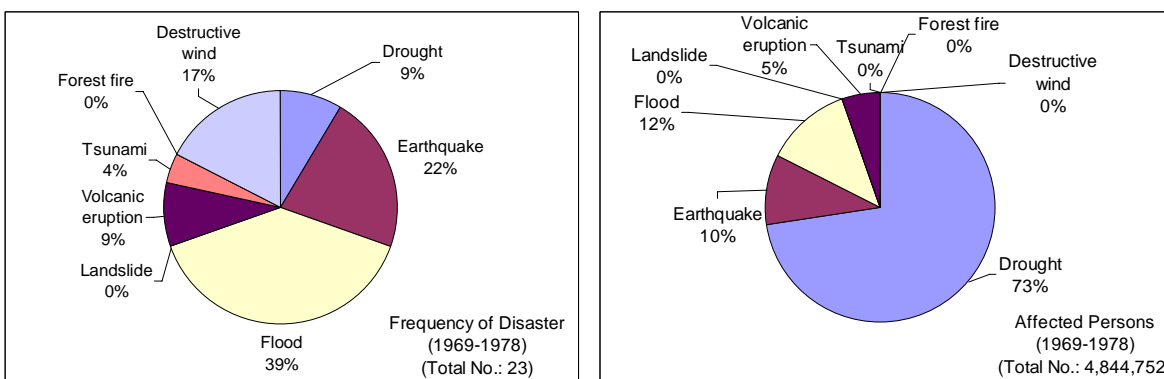 Destructive
wind
17%
Drought
9%
Forest fire
0%
Earthquake
22%
Tsunami
4%
Volcanic
eruption
9%
Landslide
0%
Flood
39%
Frequency of Disaster
(1969-1978)
(Total No.: 23)
Volcanic
eruption
5%
Tsunami
0%
Forest fire
0%
Landslide
0%
Destructive
wind
0%
Flood
12%
Earthquake
10%
Drought
73%
Affected Persons
(1969-1978)
(Total No.: 4,844,752